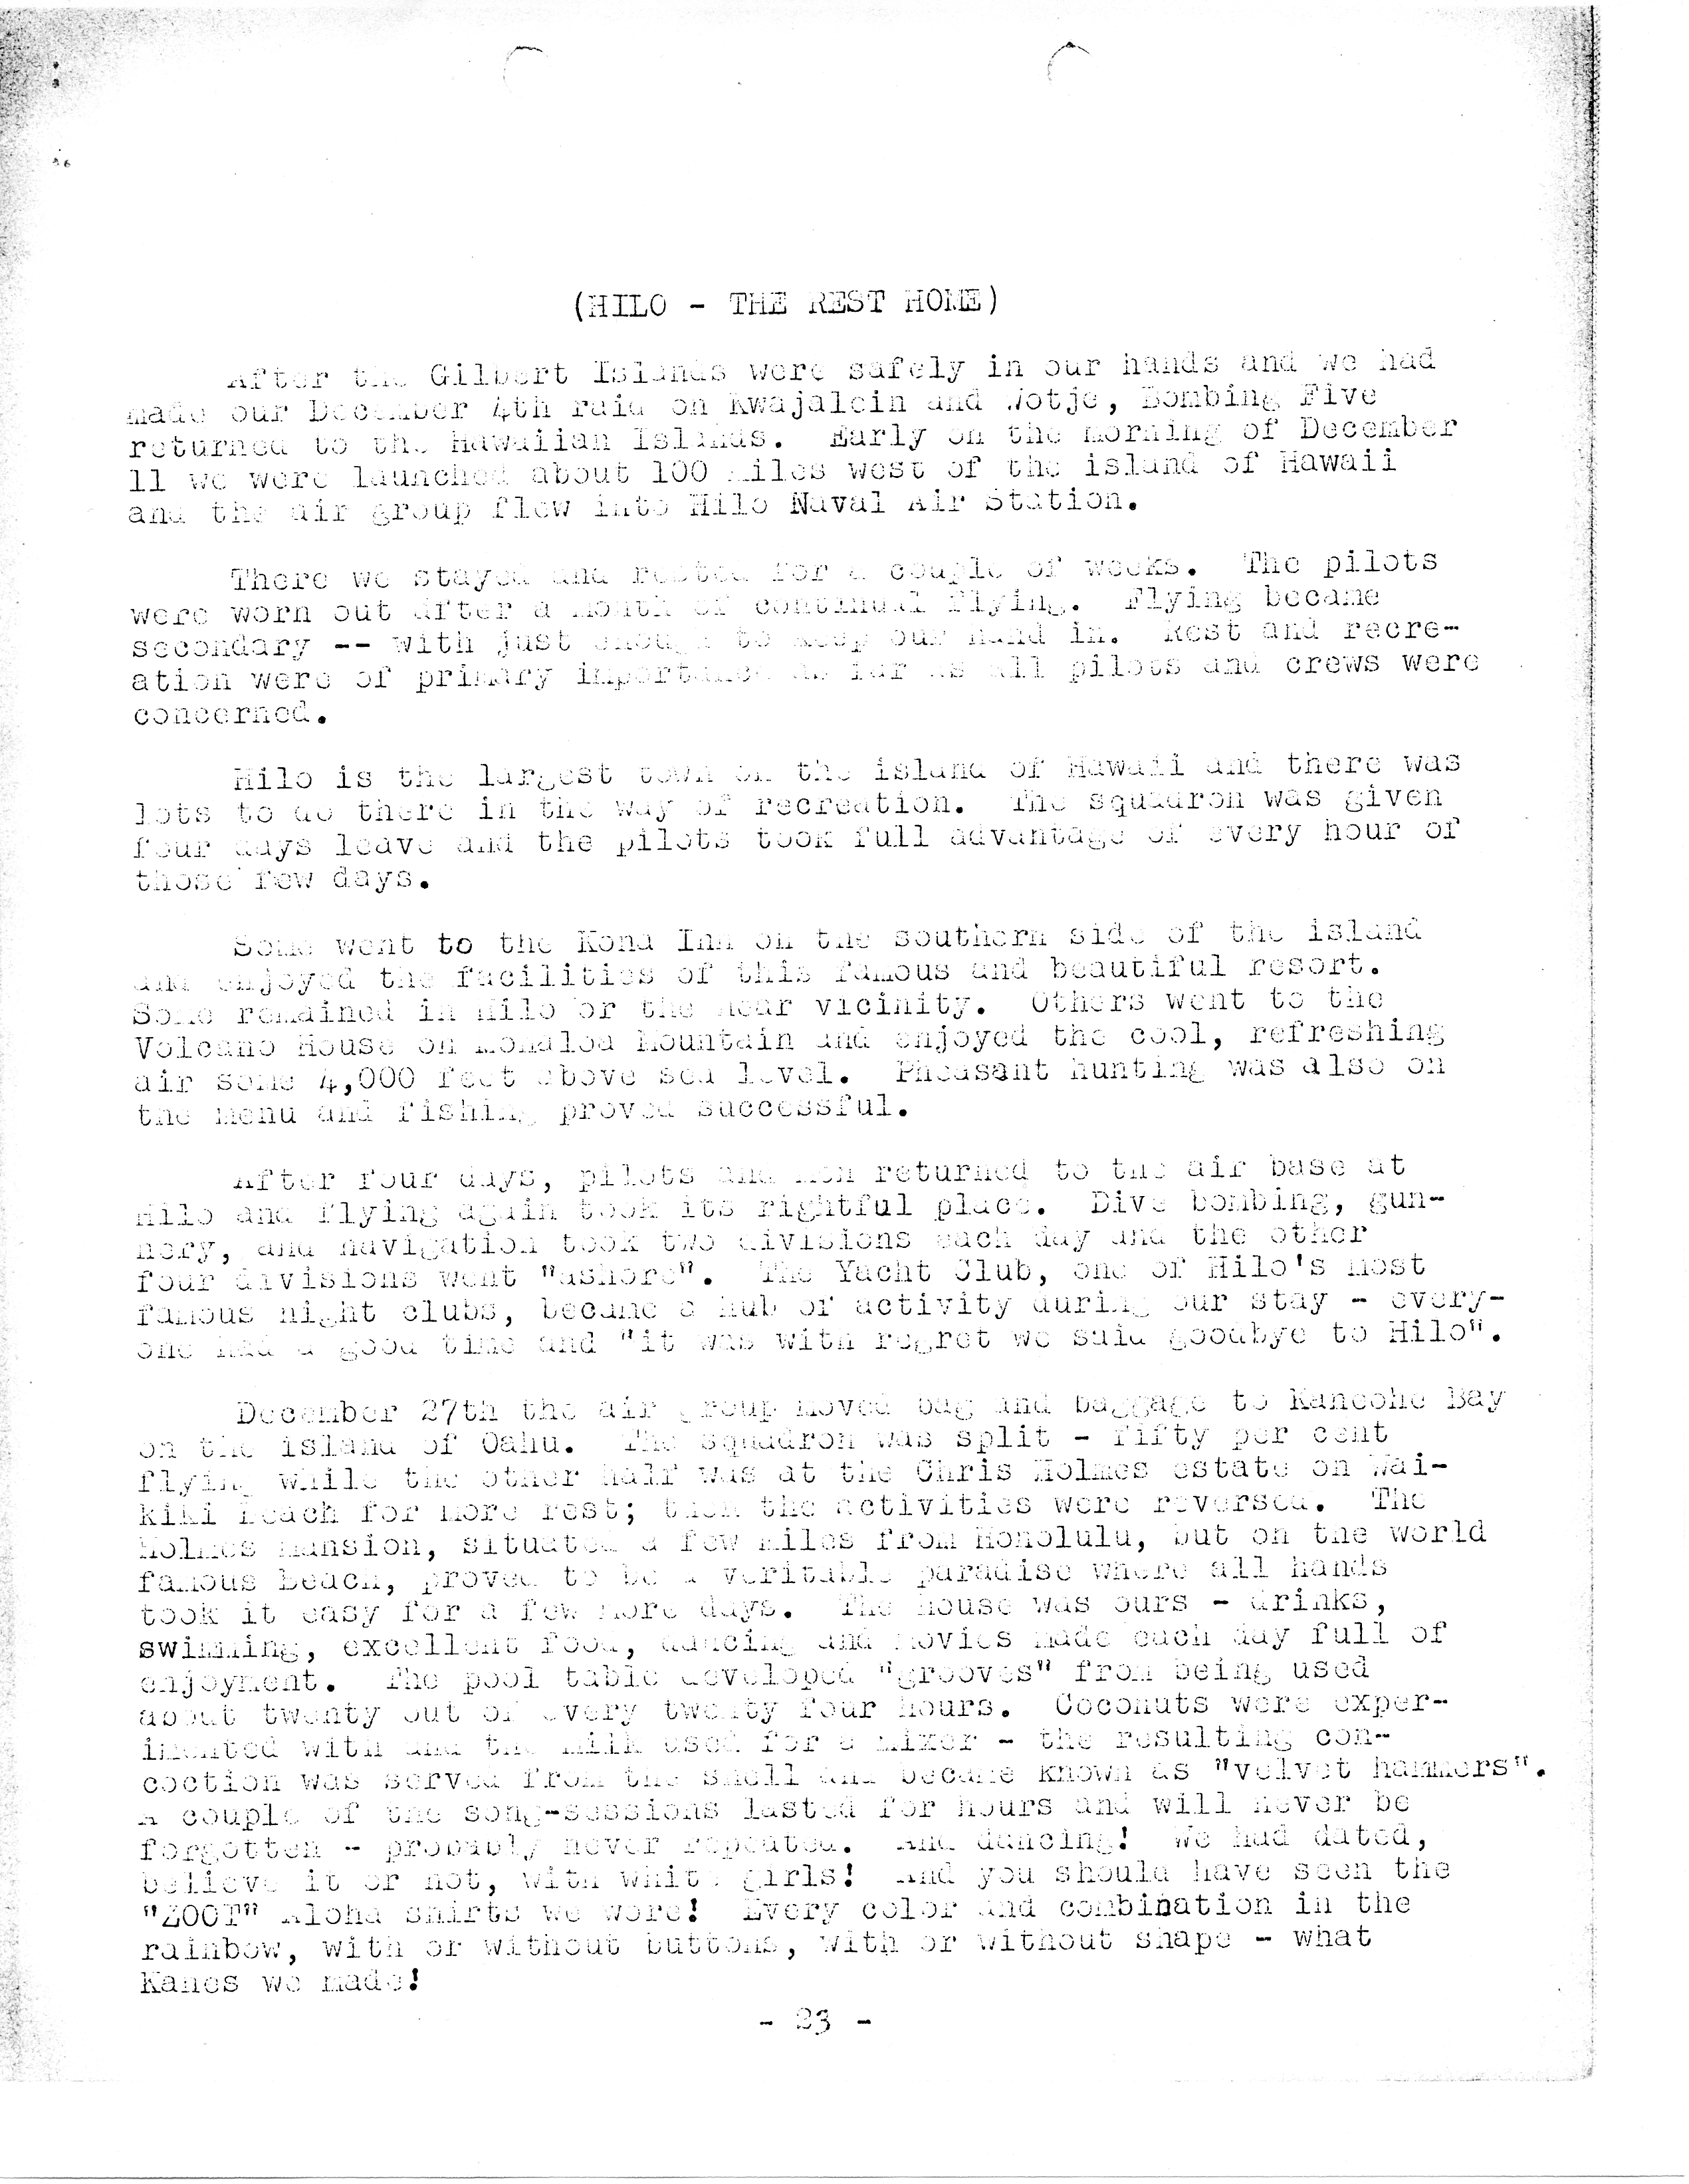 (HILO - THE REST HOME)
After the Gilbert Islands were safely in our hands and we had
made our December 4th raid on Kwajalein and Wotje, Bombing Five
returned to the Hawaiian Islands. Early on the morning of December
11 we were launched about 100 miles west of the island of Hawaii
and the air group flew into Hilo Naval Air Station.
There we stayed and rested for a couple of weeks. The pilots
were worn out after a month of continual flying. Flying became
secondary -- with just enough to keep our hand in. Rest and recre-
ation were of primary importance as far as all pilots and crews were
concerned.
Hilo is the largest town on the island of Hawaii and there was
lots to do there in the way of recreation. The squadron was given
four days leave and the pilots took full advantage of every hour of
those few days.
Some went to the Kona Inn on the southern side of the island
and enjoyed the facilities of this famous and beautiful resort.
Some remained in Hilo or the near vicinity. Others went to the
Volcano House on Monaloa Mountain and enjoyed the cool, refreshing
air some 4,000 feet above sea level. Pheasant hunting was also on
the menu and fishing proved successful.
After four days, pilots and men returned to the air base at
Hilo and flying again took its rightful place. Dive bombing, gun-
nery, and navigation took two divisions each day and the other
four divisions went "ashore". The Yacht Club, one of Hilo's most
famous night clubs, became a hub of activity during our stay - every-
one had a good time and "it was with regret we said goodbye to Hilo".
December 27th the air group moved bag and baggage to Kaneohe Bay
on the island of Oahu. The squadron was split - fifty per cent
flying while the other half was at the Chris Holmes estate on Wai-
kiki Beach for more rest; then the activities were reversed. The
Holmes mansion, situated a few miles from Honolulu, but on the world
famous beach, proved to be a veritable paradise where all hands
took it easy for a few more days. The house was ours - drinks,
swimming, excellent food, dancing and movies made each day full of
enjoyment. The pool table developed "grooves" from being used
about twenty out of every twenty four hours. Coconuts were exper-
imented with and the milk used for a mixer - the resulting con-
coction was served from the shell and became known as "velvet hammers".
A couple of the song-sessions lasted for hours and will never be
forgotten - probably never repeated. And dancing! We had dated,
believe it or not, with white girls! And you should have seen the
"ZOOT" Aloha shirts we wore! Every color and combination in the
rainbow, with or without buttons, with or without shape - what
Kanes we made!
- 23 -